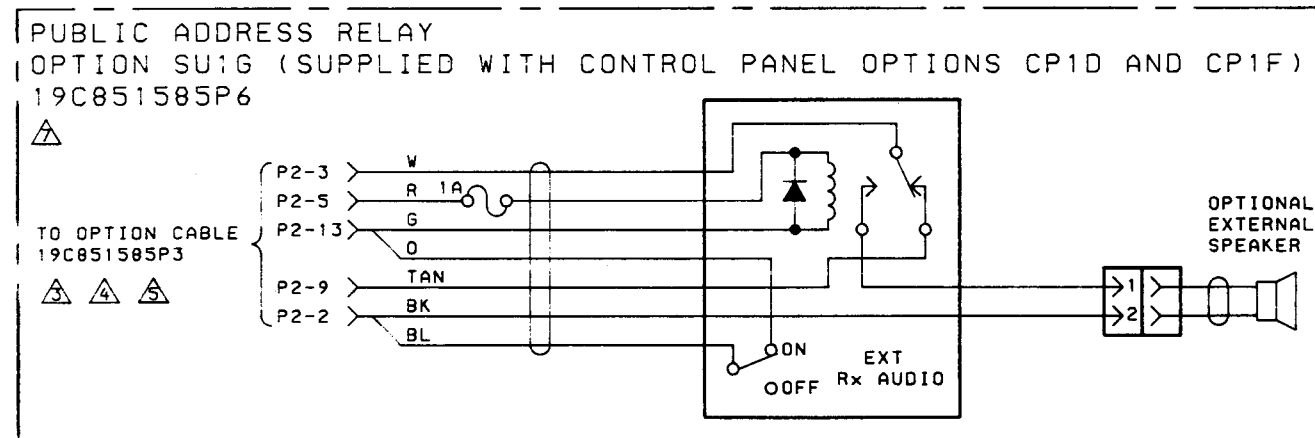 PUBLIC ADDRESS RELAY
OPTION SU1G (SUPPLIED WITH CONTROL PANEL OPTIONS CP1D AND CP1F)
19C851585P6
7
P2-3 W
P2-5 R 1A
P2-13 G
O
P2-9 TAN
P2-2 BK
BL
TO OPTION CABLE
19C851585P3
3 4 5
ON
OFF
EXT
Rx AUDIO
1
2
OPTIONAL
EXTERNAL
SPEAKER